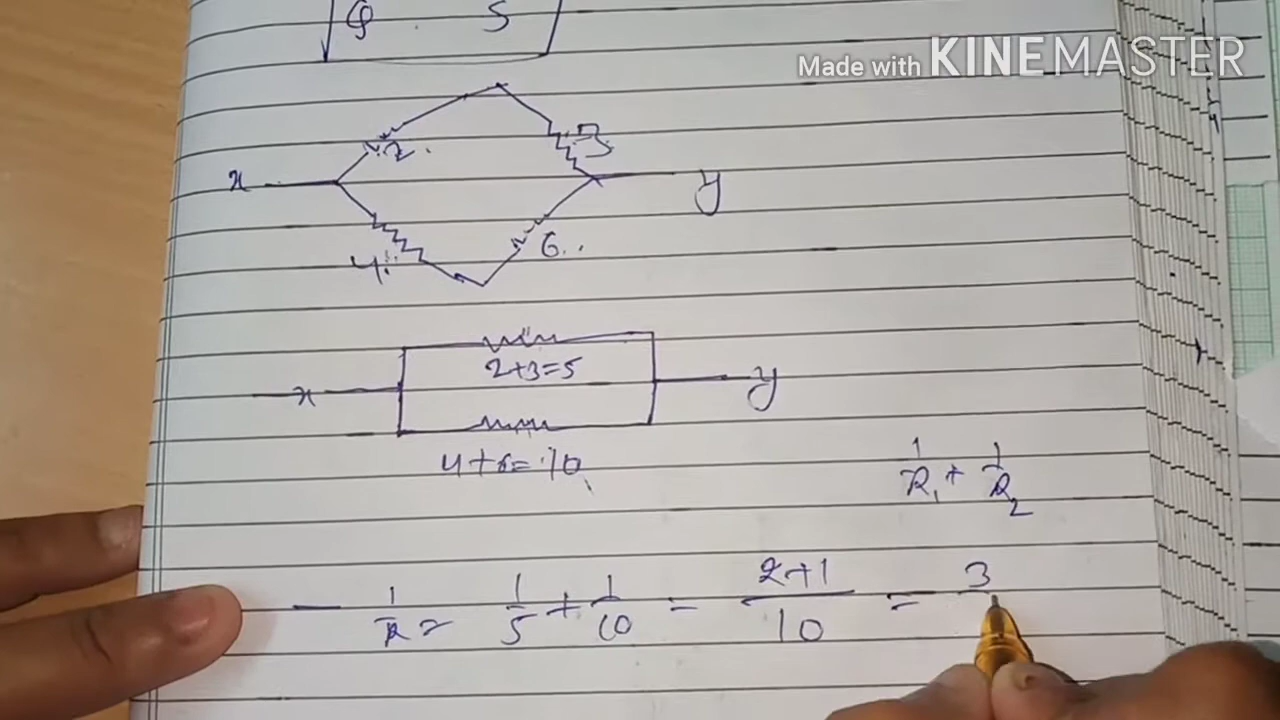 Q S
Made with KINEMASTER
2
3
x y
4
6
2+3=5
x y
4+6=10
1/R₁ + 1/R₂
1/R = 1/5 + 1/10 = 2+1/10 = 3